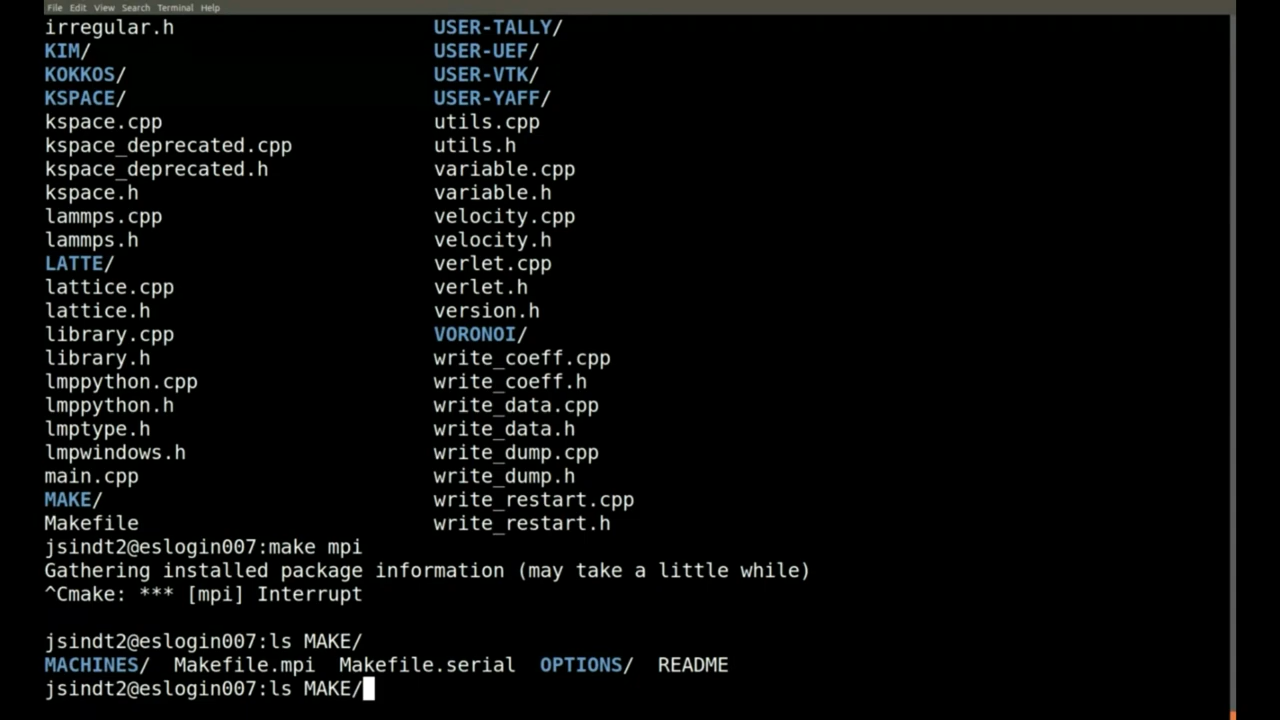 File Edit View Search Terminal Help
irregular.h USER-TALLY/
KIM/ USER-UEF/
KOKKOS/ USER-VTK/
KSPACE/ USER-YAFF/
kspace.cpp utils.cpp
kspace_deprecated.cpp utils.h
kspace_deprecated.h variable.cpp
kspace.h variable.h
lammps.cpp velocity.cpp
lammps.h velocity.h
LATTE/ verlet.cpp
lattice.cpp verlet.h
lattice.h version.h
library.cpp VORONOI/
library.h write_coeff.cpp
lmppython.cpp write_coeff.h
lmppython.h write_data.cpp
lmptype.h write_data.h
lmpwindows.h write_dump.cpp
main.cpp write_dump.h
MAKE/ write_restart.cpp
Makefile write_restart.h
jsindt2@eslogin007:make mpi
Gathering installed package information (may take a little while)
^Cmake: *** [mpi] Interrupt
jsindt2@eslogin007:ls MAKE/
MACHINES/ Makefile.mpi Makefile.serial OPTIONS/ README
jsindt2@eslogin007:ls MAKE/